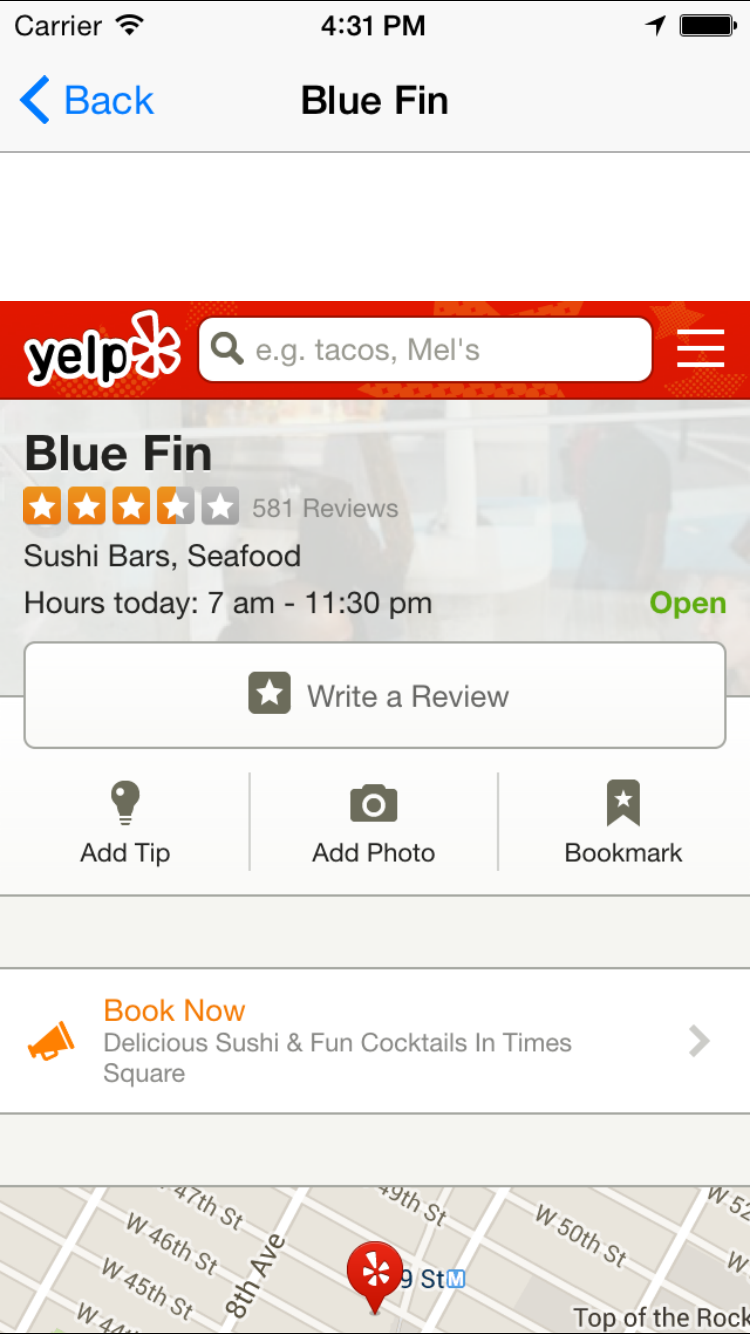 Carrier 4:31 PM
Back Blue Fin
yelp e.g. tacos, Mel's
Blue Fin
581 Reviews
Sushi Bars, Seafood
Hours today: 7 am - 11:30 pm Open
Write a Review
Add Tip Add Photo Bookmark
Book Now
Delicious Sushi & Fun Cocktails In Times
Square
47th St
49th St
W 52
W 46th St
W 50th St
8th Ave
W 45th St
9 St M
W 44th
Top of the Rock